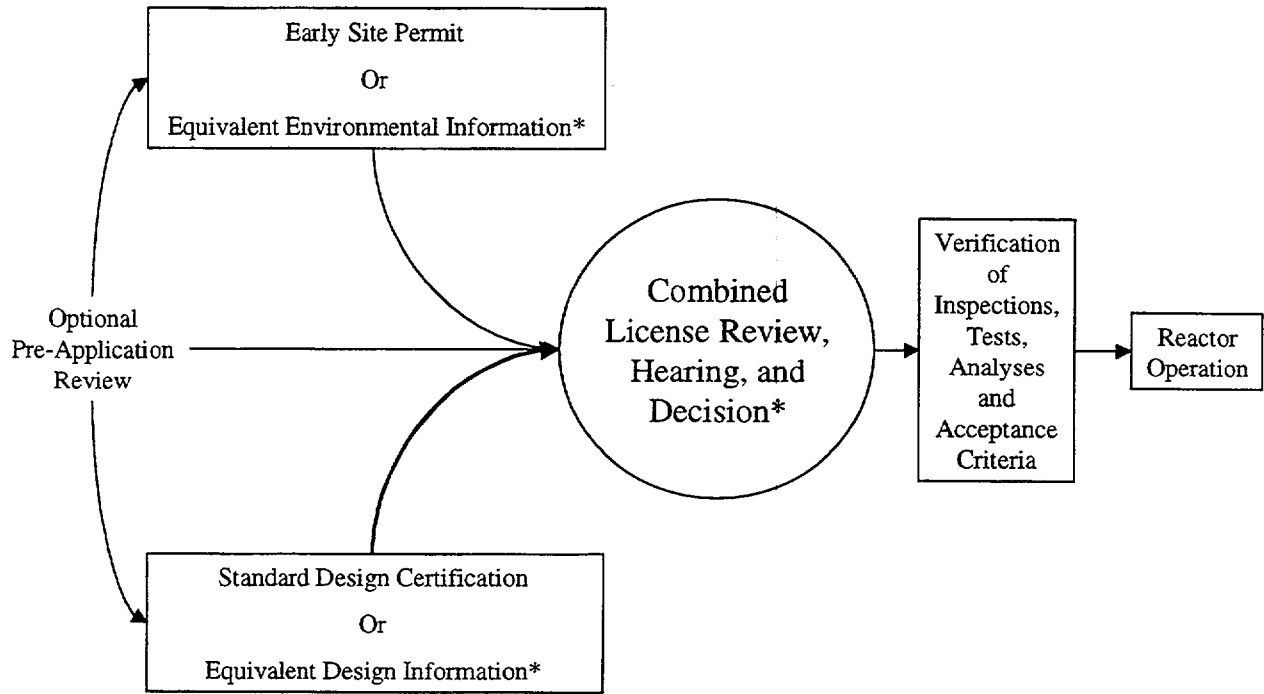 Early Site Permit
Or
Equivalent Environmental Information*
Optional
Pre-Application
Review
Combined
License Review,
Hearing, and
Decision*
Verification
of
Inspections,
Tests,
Analyses
and
Acceptance
Criteria
Reactor
Operation
Standard Design Certification
Or
Equivalent Design Information*